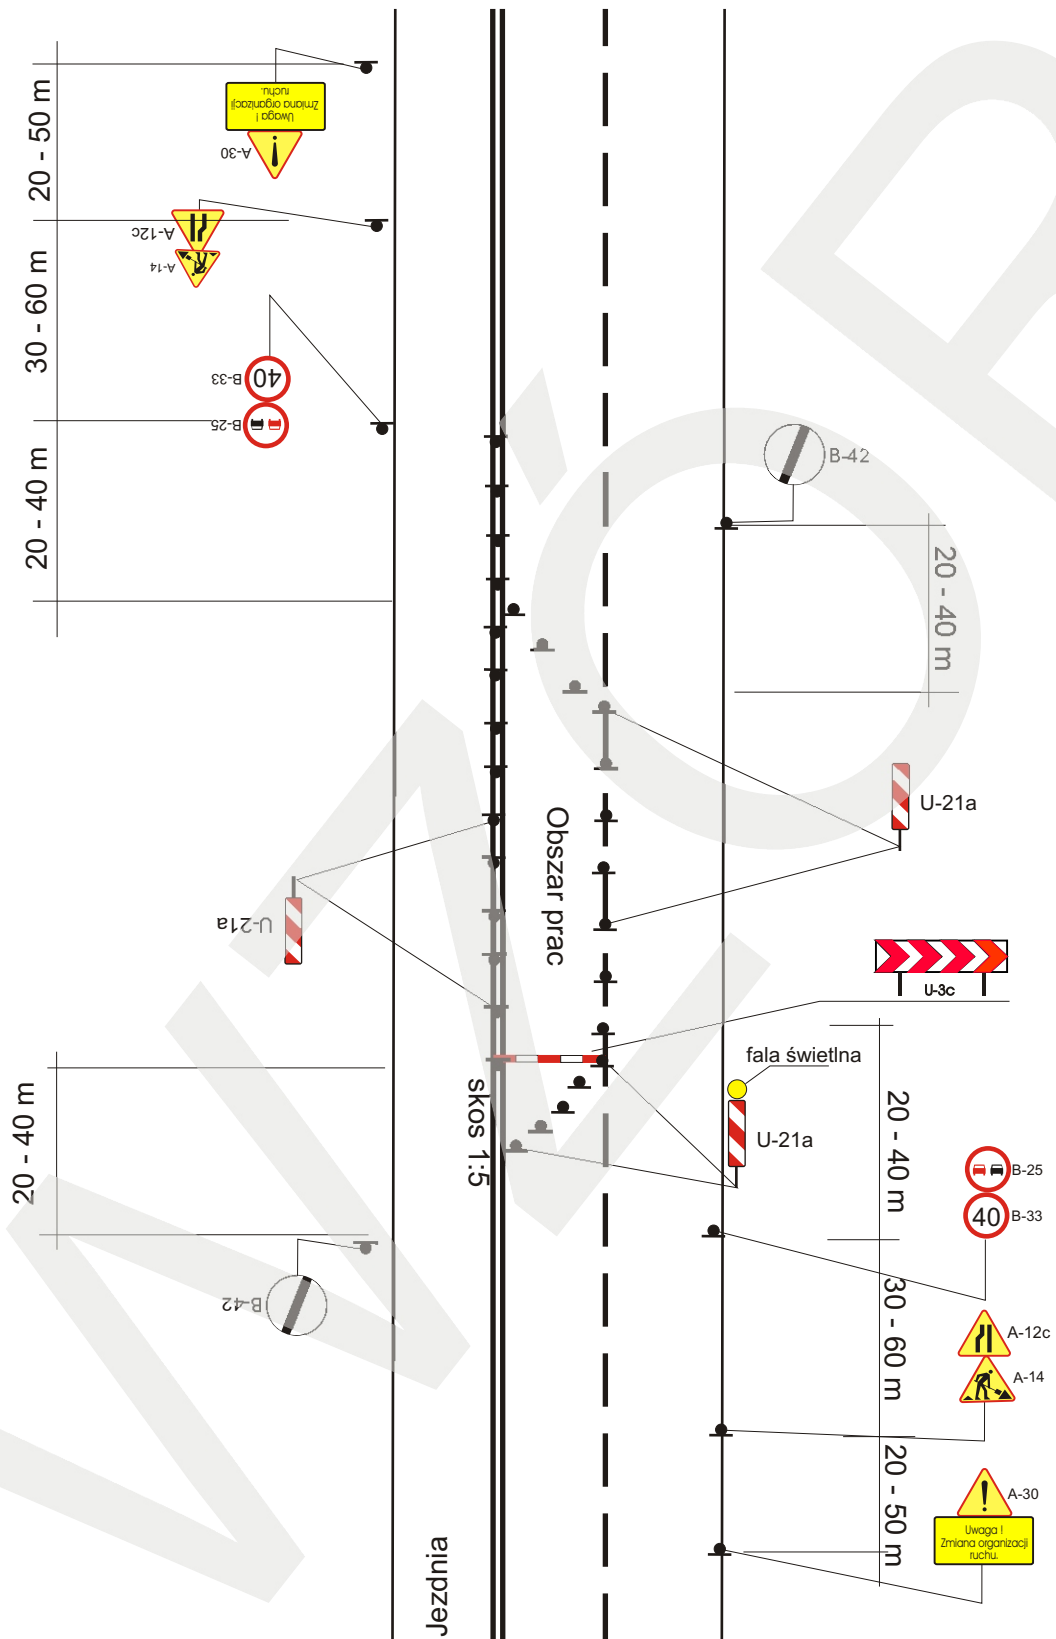 20 - 50 m
Uwaga !
Zmiana organizacji
ruchu.
A-30
A-12c
A-14
30 - 60 m
40
B-33
B-25
20 - 40 m
B-42
20 - 40 m
U-21a
Obszar prac
U-21a
U-3c
fala świetlna
U-21a
skos 1:5
20 - 40 m
20 - 40 m
B-25
40
B-33
B-42
30 - 60 m
A-12c
A-14
20 - 50 m
A-30
Uwaga !
Zmiana organizacji
ruchu.
Jezdnia
WZÓR